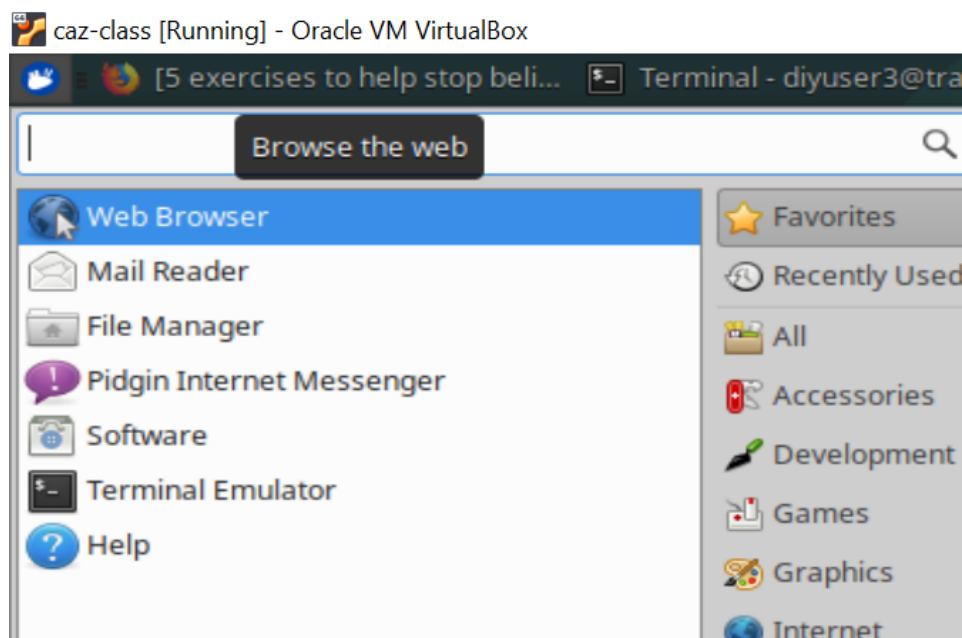 caz-class [Running] - Oracle VM VirtualBox
[5 exercises to help stop beli... Terminal - diyuser3@tra
Browse the web
Web Browser
Mail Reader
File Manager
Pidgin Internet Messenger
Software
Terminal Emulator
Help
Favorites
Recently Used
All
Accessories
Development
Games
Graphics
Internet